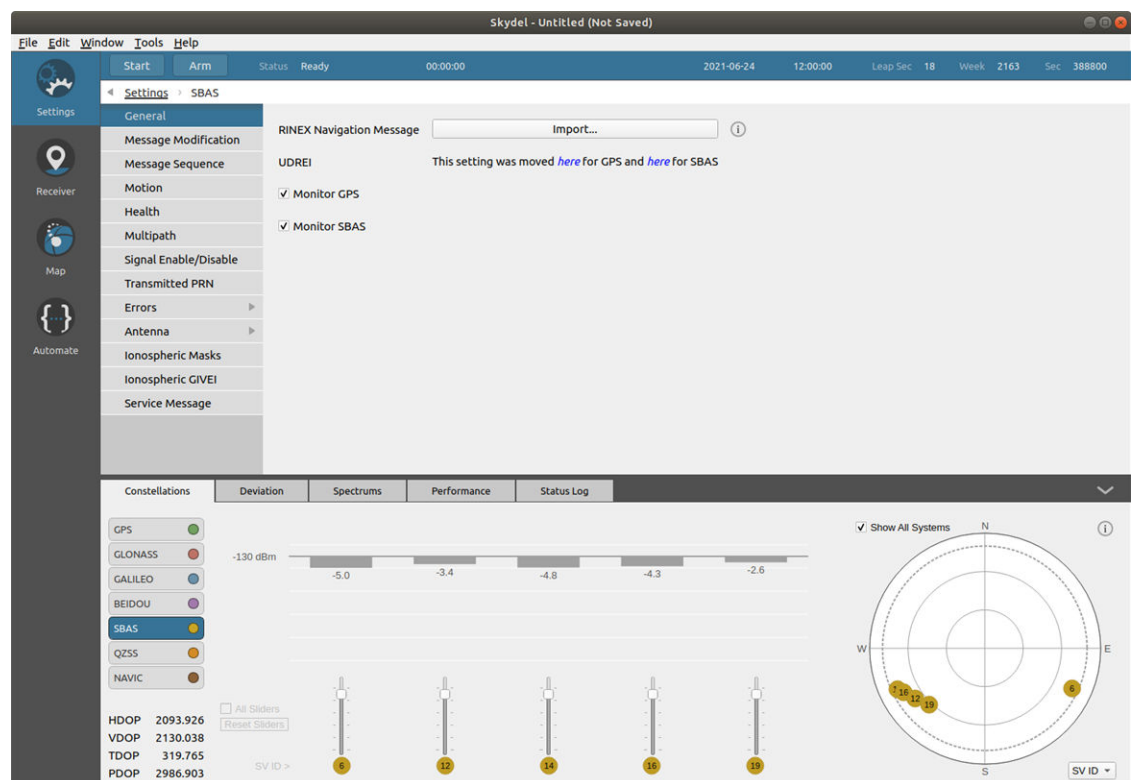 Skydel - Untitled (Not Saved)
File Edit Window Tools Help
Start Arm Status Ready 00:00:00 2021-06-24 12:00:00 Leap Sec 18 Week 2163 Sec 388800
Settings › SBAS
Settings
Receiver
Map
Automate
General
Message Modification
Message Sequence
Motion
Health
Multipath
Signal Enable/Disable
Transmitted PRN
Errors
Antenna
Ionospheric Masks
Ionospheric GIVEI
Service Message
RINEX Navigation Message Import...
UDREI This setting was moved here for GPS and here for SBAS
Monitor GPS
Monitor SBAS
Constellations Deviation Spectrums Performance Status Log
GPS
GLONASS
GALILEO
BEIDOU
SBAS
QZSS
NAVIC
HDOP 2093.926
VDOP 2130.038
TDOP 319.765
PDOP 2986.903
-130 dBm
-5.0 -3.4 -4.8 -4.3 -2.6
All Sliders
Reset Sliders
SV ID > 6 12 14 16 19
Show All Systems
N
W E
S
16 12 19 6
SV ID